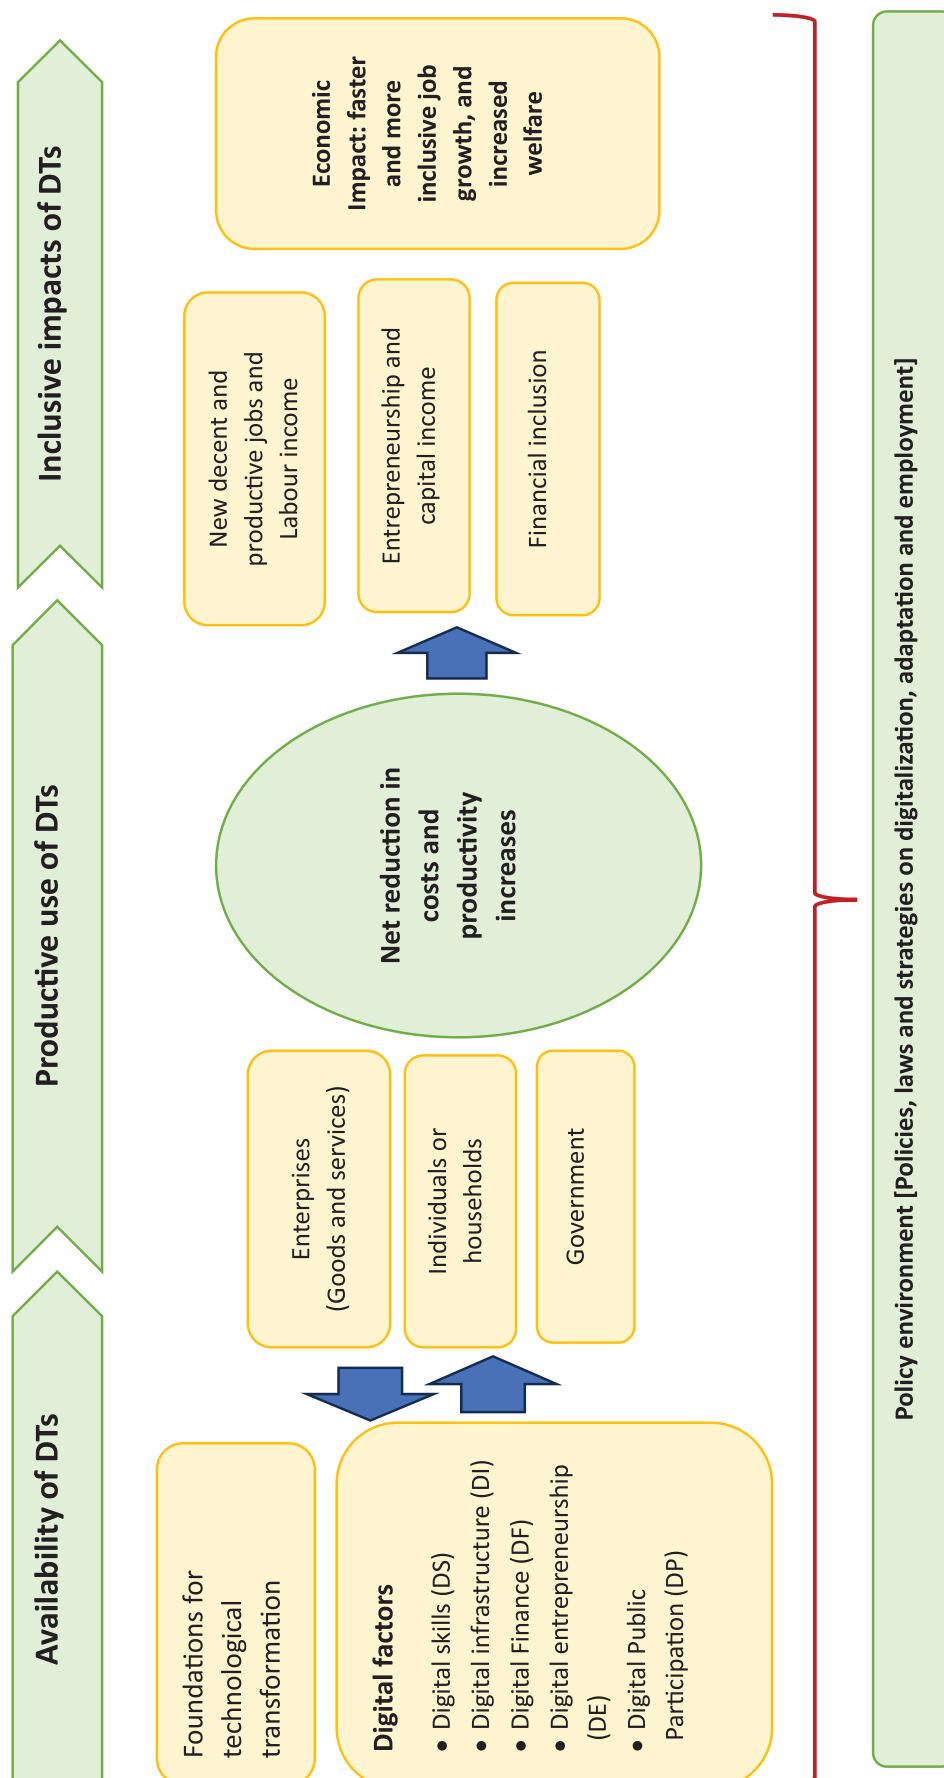 Availability of DTs
Productive use of DTs
Inclusive impacts of DTs
Foundations for
technological
transformation
Digital factors
• Digital skills (DS)
• Digital infrastructure (DI)
• Digital Finance (DF)
• Digital entrepreneurship
(DE)
• Digital Public
Participation (DP)
Enterprises
(Goods and services)
Individuals or
households
Government
Net reduction in
costs and
productivity
increases
New decent and
productive jobs and
Labour income
Entrepreneurship and
capital income
Financial inclusion
Economic
Impact: faster
and more
inclusive job
growth, and
increased
welfare
Policy environment [Policies, laws and strategies on digitalization, adaptation and employment]